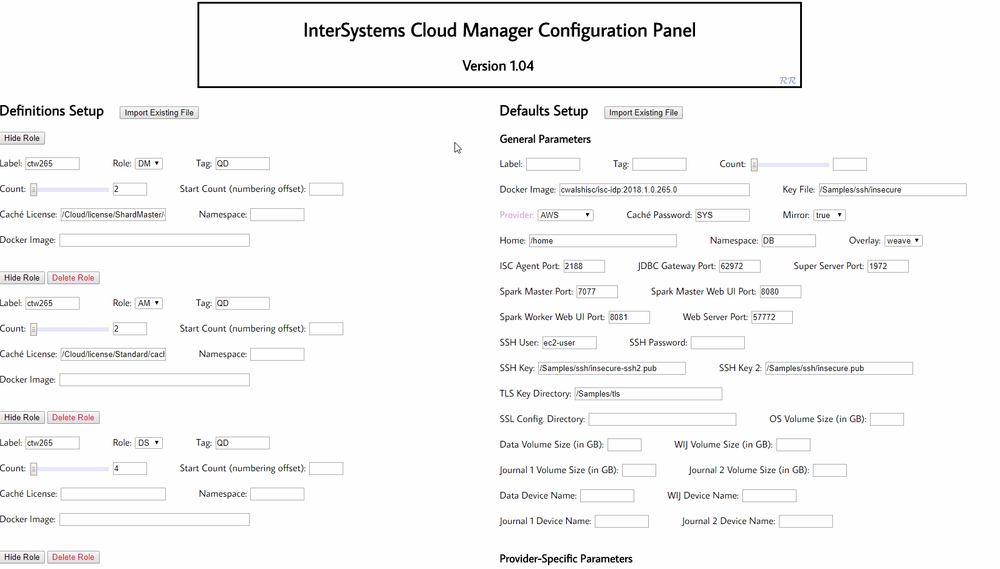 InterSystems Cloud Manager Configuration Panel
Version 1.04
RR
Definitions Setup Import Existing File
Hide Role
Label: ctw265 Role: DM Tag: QD
Count: 2 Start Count (numbering offset):
Caché License: /Cloud/license/ShardMaster/ Namespace:
Docker Image:
Hide Role Delete Role
Label: ctw265 Role: AM Tag: QD
Count: 2 Start Count (numbering offset):
Caché License: /Cloud/license/Standard/cach Namespace:
Docker Image:
Hide Role Delete Role
Label: ctw265 Role: DS Tag: QD
Count: 4 Start Count (numbering offset):
Caché License: Namespace:
Docker Image:
Hide Role Delete Role
Defaults Setup Import Existing File
General Parameters
Label: Tag: Count:
Docker Image: cwalshisc/isc-idp:2018.1.0.265.0 Key File: /Samples/ssh/insecure
Provider: AWS Caché Password: SYS Mirror: true
Home: /home Namespace: DB Overlay: weave
ISC Agent Port: 2188 JDBC Gateway Port: 62972 Super Server Port: 1972
Spark Master Port: 7077 Spark Master Web UI Port: 8080
Spark Worker Web UI Port: 8081 Web Server Port: 57772
SSH User: ec2-user SSH Password:
SSH Key: /Samples/ssh/insecure-ssh2.pub SSH Key 2: /Samples/ssh/insecure.pub
TLS Key Directory: /Samples/tls
SSL Config. Directory: OS Volume Size (in GB):
Data Volume Size (in GB): WIJ Volume Size (in GB):
Journal 1 Volume Size (in GB): Journal 2 Volume Size (in GB):
Data Device Name: WIJ Device Name:
Journal 1 Device Name: Journal 2 Device Name:
Provider-Specific Parameters